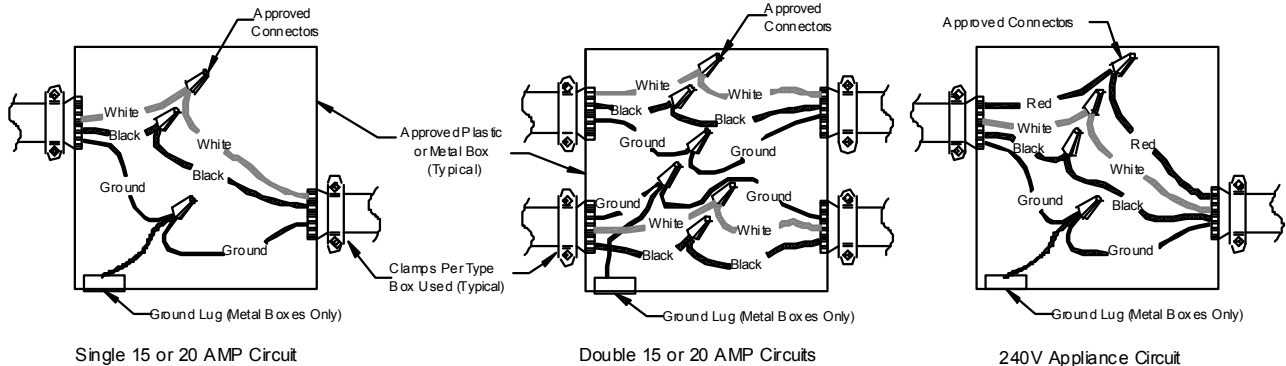 Approved
Connectors
White
Black
White
Ground
Black
Ground
Ground Lug (Metal Boxes Only)
Single 15 or 20 AMP Circuit
Approved Plastic
or Metal Box
(Typical)
Clamps Per Type
Box Used (Typical)
Approved
Connectors
White
White
Black
Black
Ground
Ground
Ground
White
White
Black
Black
Ground Lug (Metal Boxes Only)
Double 15 or 20 AMP Circuits
Approved Connectors
Red
White
Black
Red
White
Ground
Black
Ground
Ground Lug (Metal Boxes Only)
240V Appliance Circuit